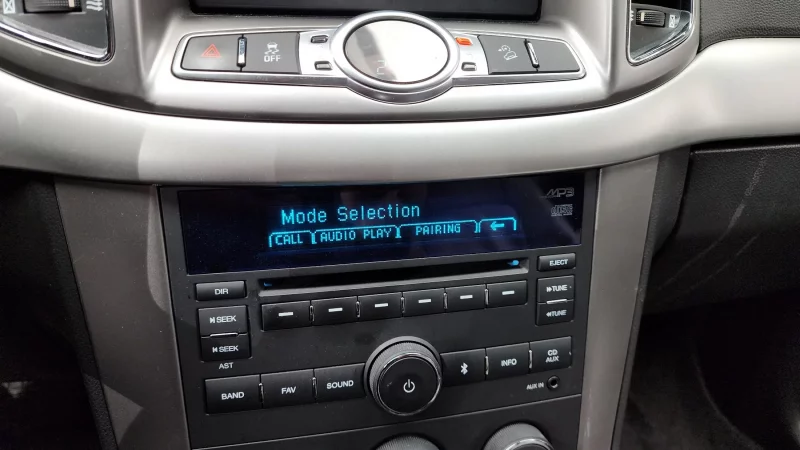 OFF
MP3
Mode Selection
CALL AUDIO PLAY PAIRING ←
DISC
EJECT
DIR
TUNE
SEEK
TUNE
SEEK
AST
BAND FAV SOUND INFO CD AUX
AUX IN